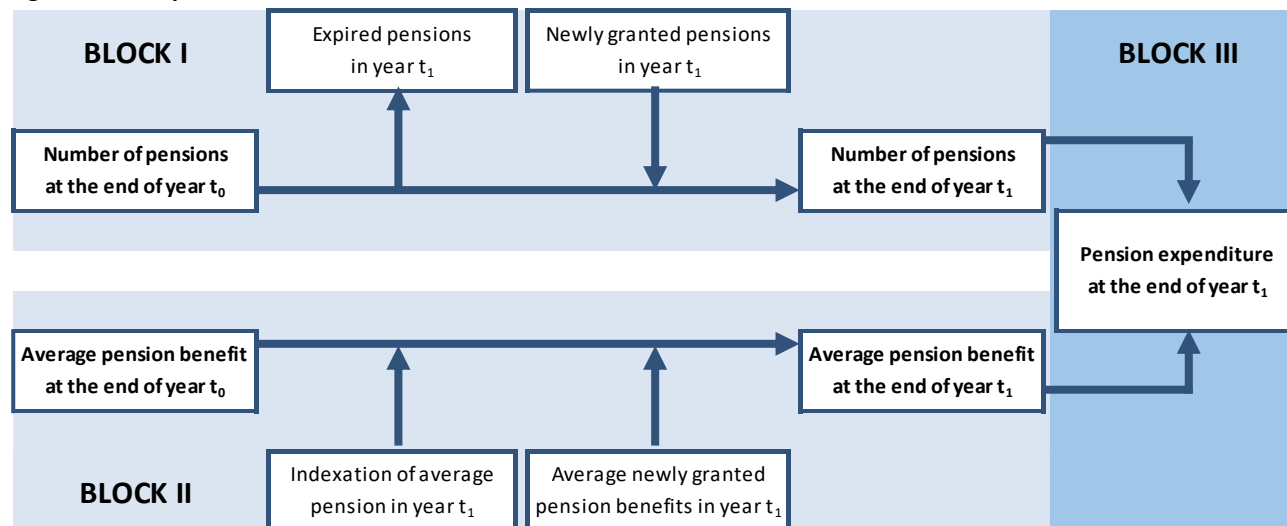 BLOCK I
Expired pensions
in year t₁
Newly granted pensions
in year t₁
BLOCK III
Number of pensions
at the end of year t₀
Number of pensions
at the end of year t₁
Pension expenditure
at the end of year t₁
Average pension benefit
at the end of year t₀
Average pension benefit
at the end of year t₁
BLOCK II
Indexation of average
pension in year t₁
Average newly granted
pension benefits in year t₁